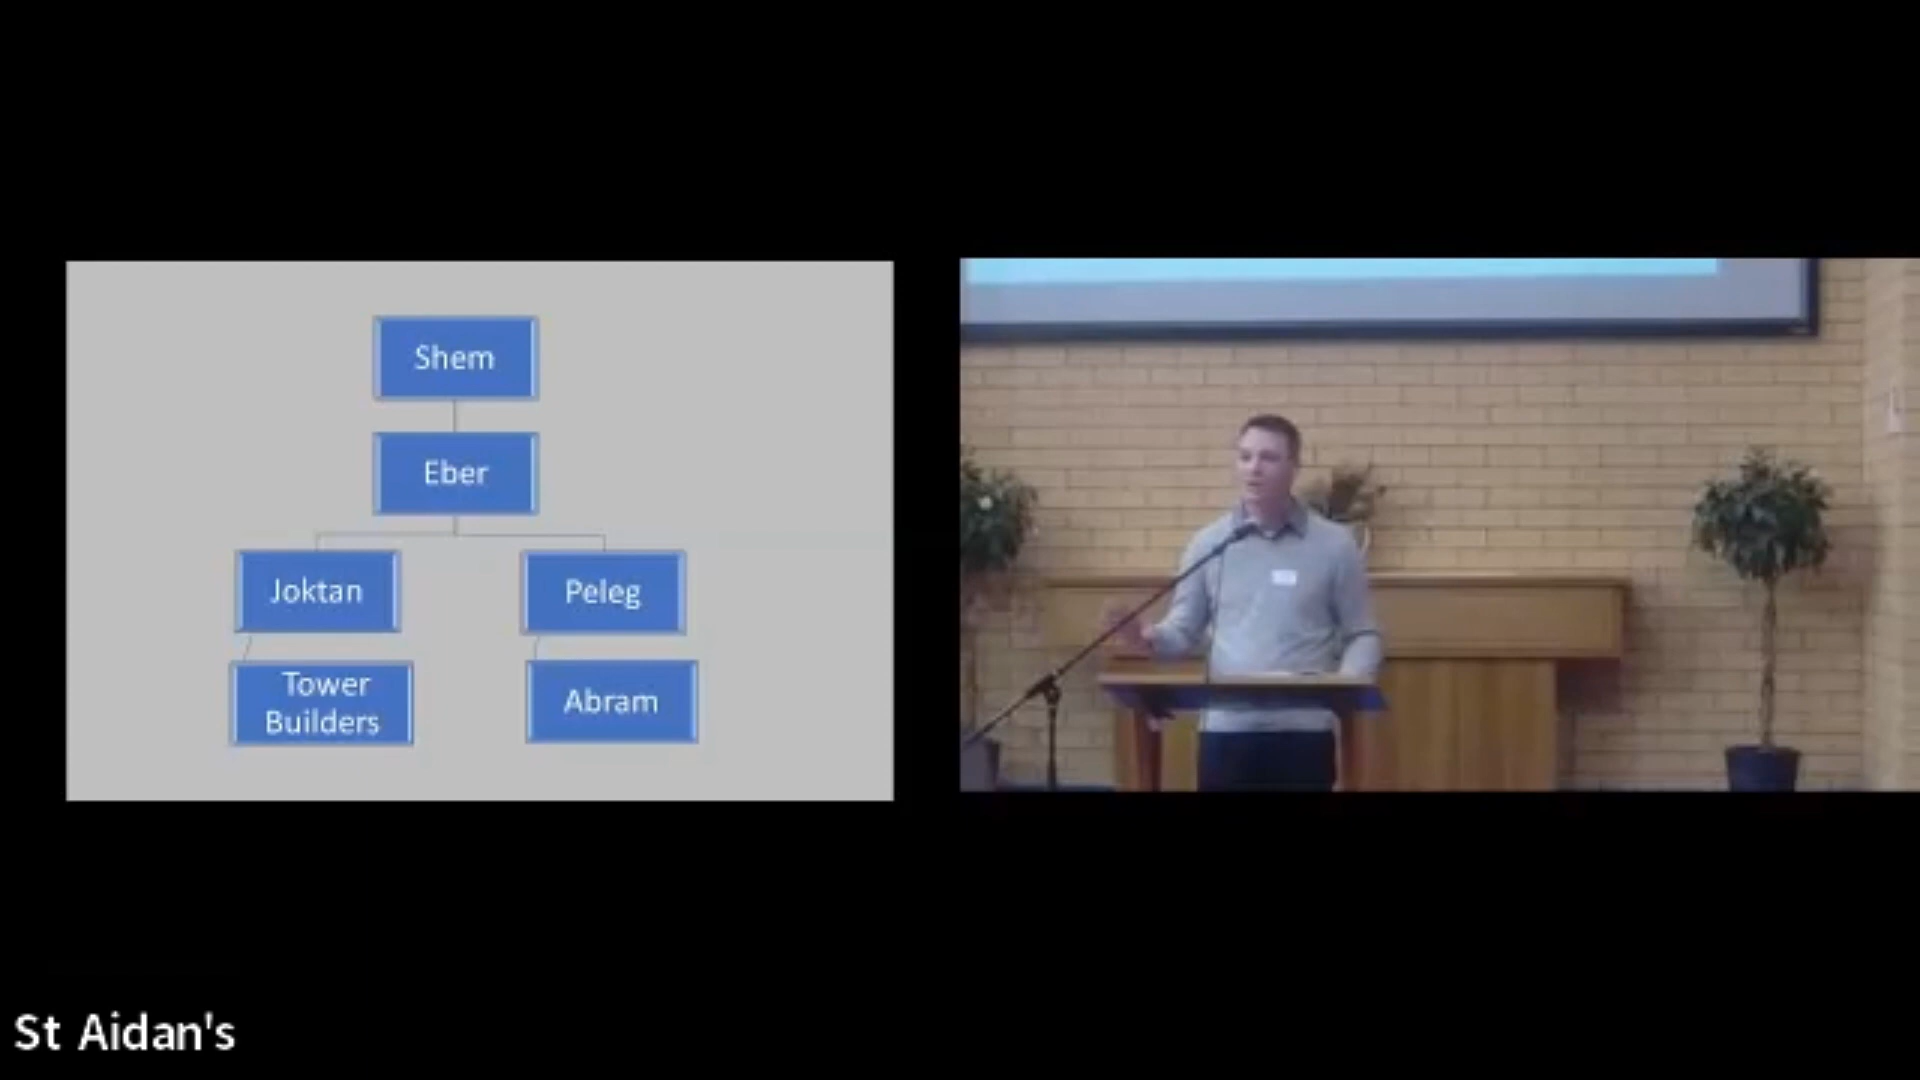 Shem
Eber
Joktan
Peleg
Tower
Builders
Abram
St Aidan's